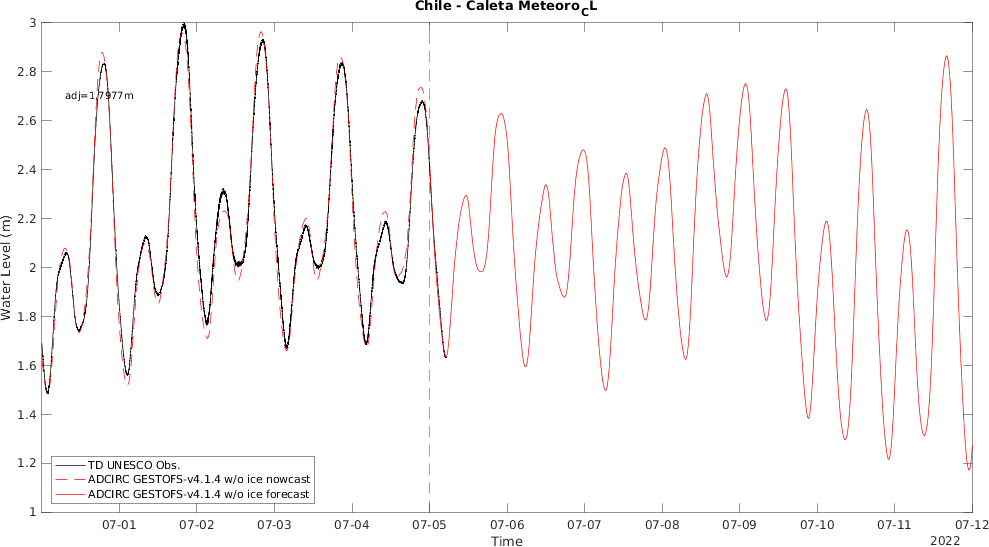 Chile - Caleta MeteoroCL
3
2.8
adj=1.7977m
2.6
2.4
2.2
Water Level (m)
2
1.8
1.6
1.4
1.2
1
TD UNESCO Obs.
ADCIRC GESTOFS-v4.1.4 w/o ice nowcast
ADCIRC GESTOFS-v4.1.4 w/o ice forecast
07-01 07-02 07-03 07-04 07-05 07-06 07-07 07-08 07-09 07-10 07-11 07-12
Time
2022